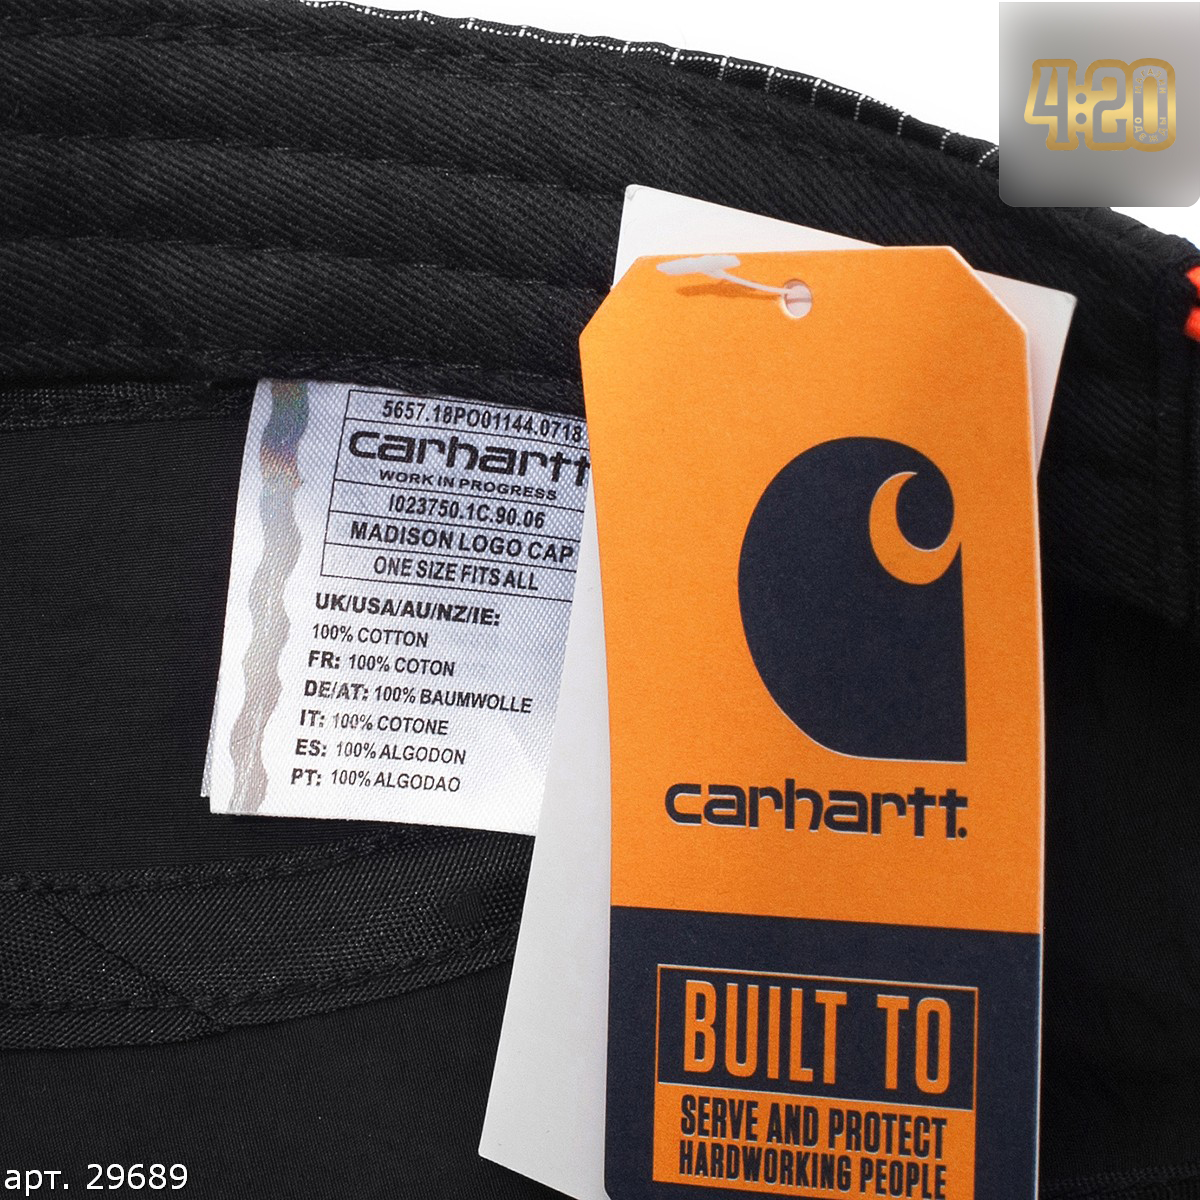 4:20
5657.18PO01144.0718
carhartt
WORK IN PROGRESS
I023750.1C.90.06
MADISON LOGO CAP
ONE SIZE FITS ALL
UK/USA/AU/NZ/IE:
100% COTTON
FR: 100% COTON
DE/AT: 100% BAUMWOLLE
IT: 100% COTONE
ES: 100% ALGODON
PT: 100% ALGODAO
carhartt.
BUILT TO
SERVE AND PROTECT
HARDWORKING PEOPLE
арт. 29689